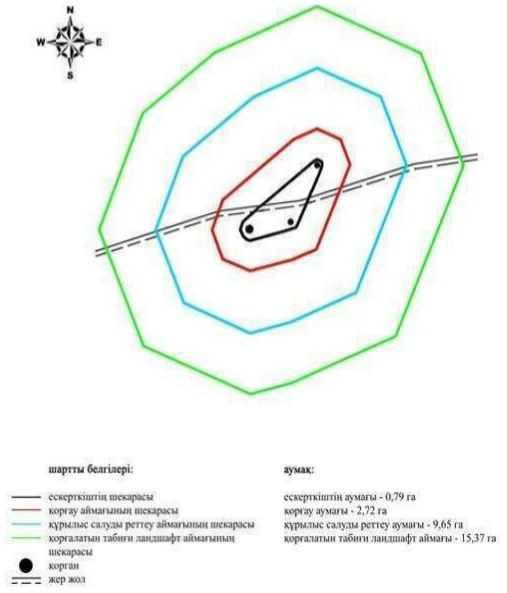 N
W E
S
шартты белгілері:
ескерткіштің шекарасы
қорғау аймағының шекарасы
құрылыс салуды реттеу аймағының шекарасы
қорғалатын табиғи ландшафт аймағының
шекарасы
корган
жер жол
аумақ:
ескерткіштің аумағы - 0,79 га
қорғау аумағы - 2,72 га
құрылыс салуды реттеу аумағы - 9,65 га
қорғалатын табиғи ландшафт аймағы - 15,37 га